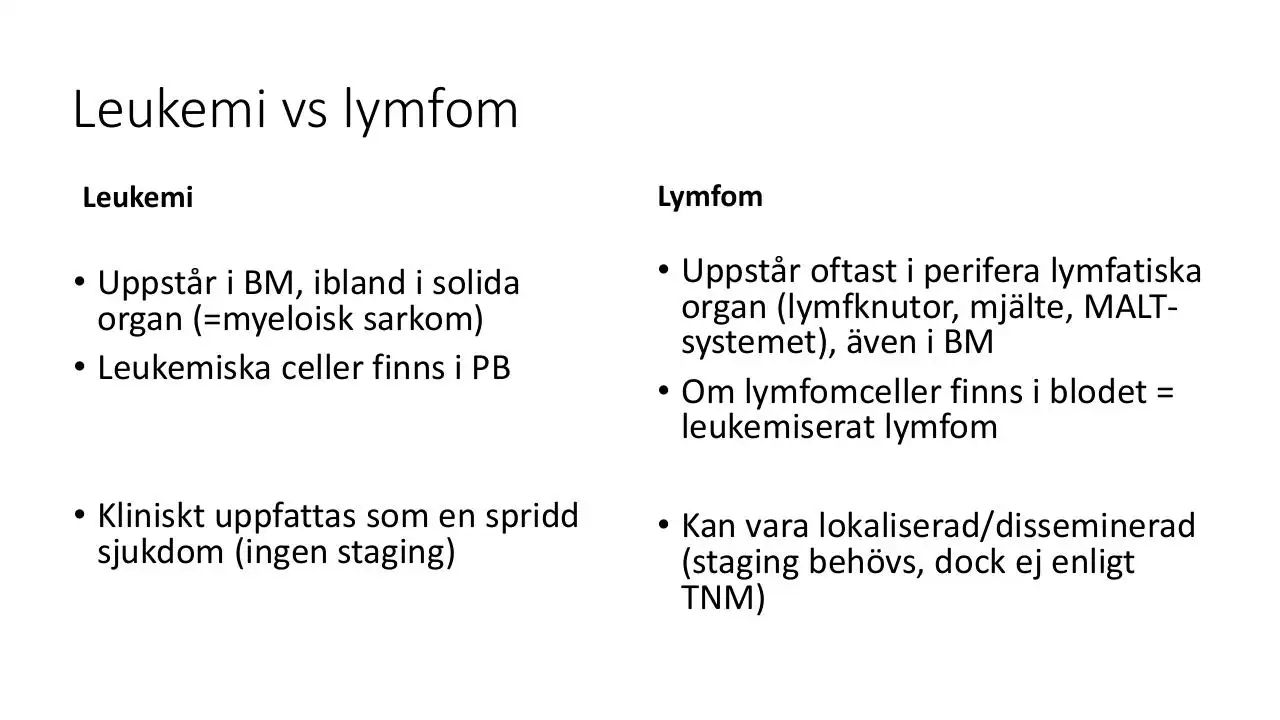 Leukemi vs lymfom
Leukemi
• Uppstår i BM, ibland i solida
organ (=myeloisk sarkom)
• Leukemiska celler finns i PB
• Kliniskt uppfattas som en spridd
sjukdom (ingen staging)
Lymfom
• Uppstår oftast i perifera lymfatiska
organ (lymfknutor, mjälte, MALT-
systemet), även i BM
• Om lymfomceller finns i blodet =
leukemiserat lymfom
• Kan vara lokaliserad/disseminerad
(staging behövs, dock ej enligt
TNM)